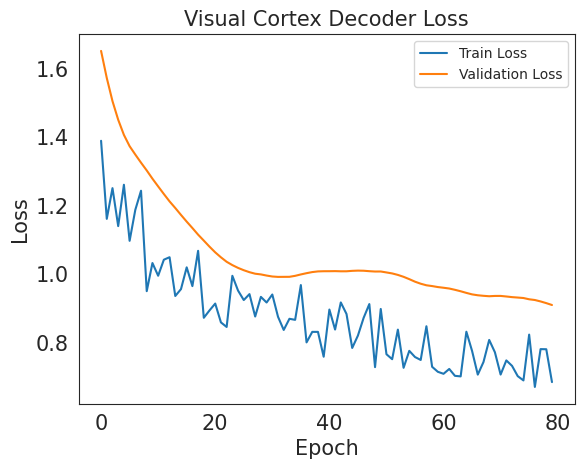 Visual Cortex Decoder Loss
Train Loss
Validation Loss
1.6
1.4
1.2
1.0
0.8
Loss
0 20 40 60 80
Epoch